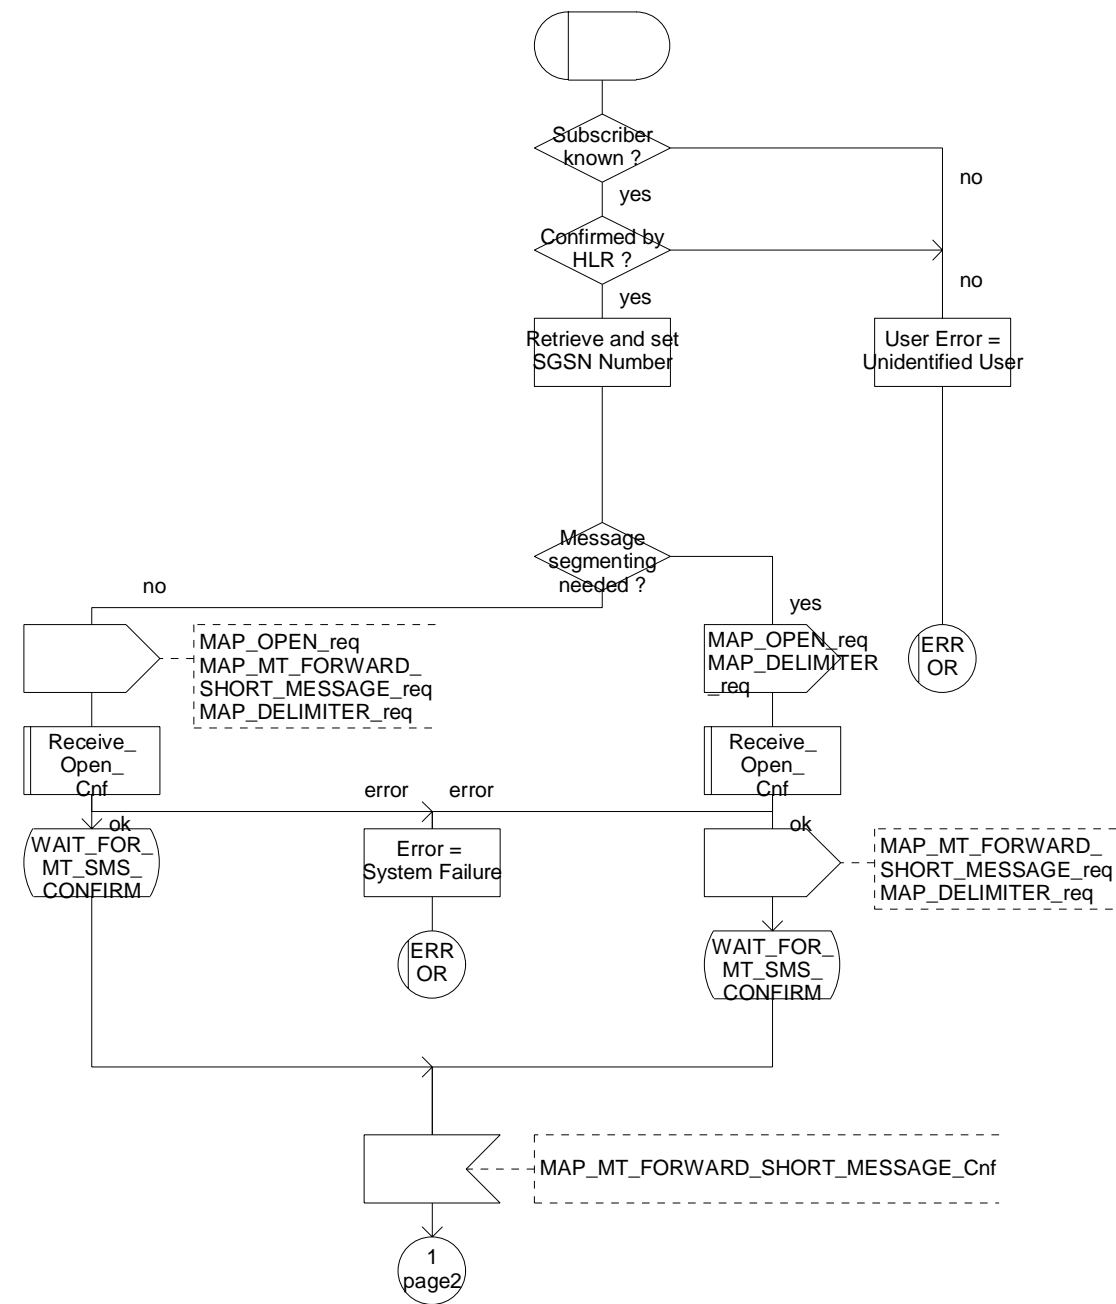 Subscriber
known ?
no
yes
Confirmed by
HLR ?
no
yes
Retrieve and set
SGSN Number
User Error =
Unidentified User
Message
segmenting
needed ?
no
yes
MAP_OPEN_req
MAP_MT_FORWARD_
SHORT_MESSAGE_req
MAP_DELIMITER_req
MAP_OPEN_req
MAP_DELIMITER
_req
ERR
OR
Receive_
Open_
Cnf
Receive_
Open_
Cnf
error
error
ok
ok
WAIT_FOR_
MT_SMS_
CONFIRM
Error =
System Failure
MAP_MT_FORWARD_
SHORT_MESSAGE_req
MAP_DELIMITER_req
ERR
OR
WAIT_FOR_
MT_SMS_
CONFIRM
MAP_MT_FORWARD_SHORT_MESSAGE_Cnf
1
page2